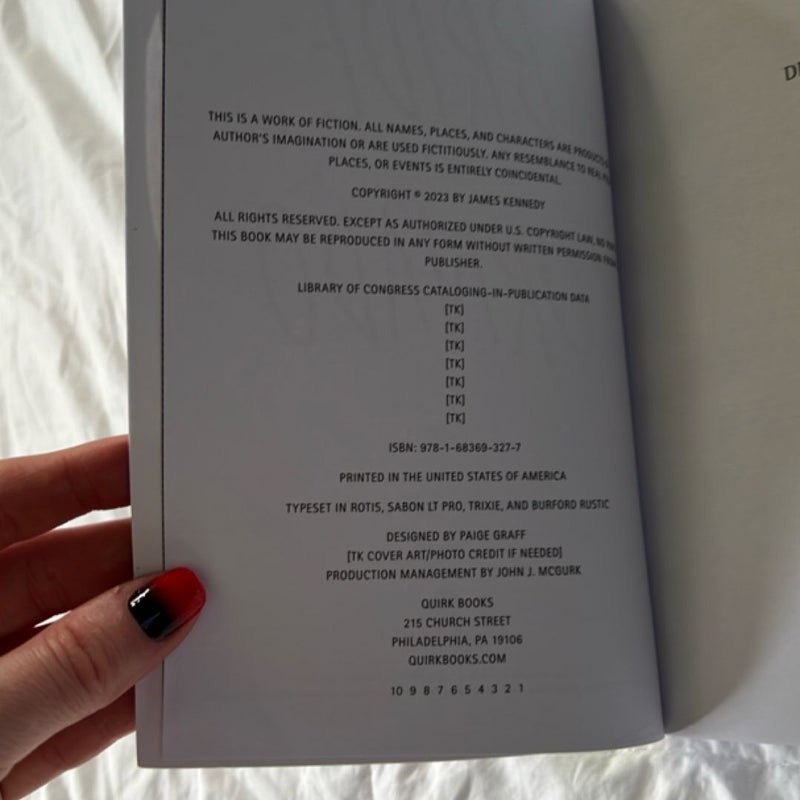 THIS IS A WORK OF FICTION. ALL NAMES, PLACES, AND CHARACTERS ARE PRODUCTS
AUTHOR'S IMAGINATION OR ARE USED FICTITIOUSLY. ANY RESEMBLANCE TO REAL
PLACES, OR EVENTS IS ENTIRELY COINCIDENTAL.
COPYRIGHT © 2023 BY JAMES KENNEDY
ALL RIGHTS RESERVED. EXCEPT AS AUTHORIZED UNDER U.S. COPYRIGHT LAW, NO
THIS BOOK MAY BE REPRODUCED IN ANY FORM WITHOUT WRITTEN PERMISSION FROM
PUBLISHER.
LIBRARY OF CONGRESS CATALOGING-IN-PUBLICATION DATA
[TK]
[TK]
[TK]
[TK]
[TK]
[TK]
[TK]
ISBN: 978-1-68369-327-7
PRINTED IN THE UNITED STATES OF AMERICA
TYPESET IN ROTIS, SABON LT PRO, TRIXIE, AND BURFORD RUSTIC
DESIGNED BY PAIGE GRAFF
[TK COVER ART/PHOTO CREDIT IF NEEDED]
PRODUCTION MANAGEMENT BY JOHN J. MCGURK
QUIRK BOOKS
215 CHURCH STREET
PHILADELPHIA, PA 19106
QUIRKBOOKS.COM
10 9 8 7 6 5 4 3 2 1